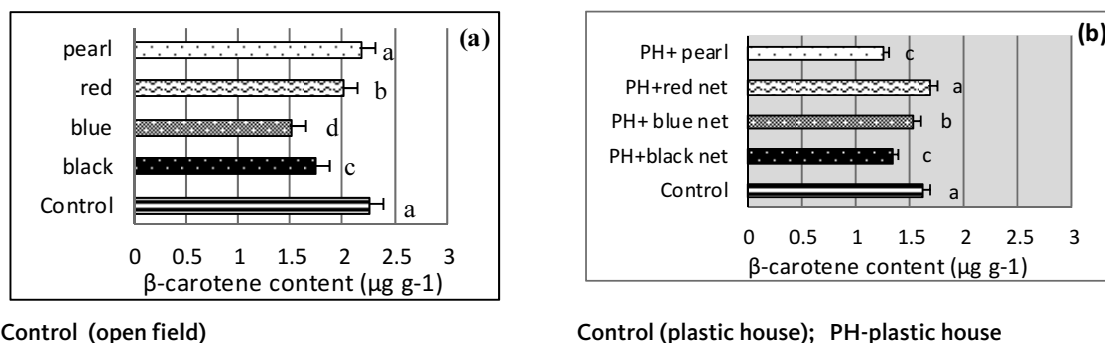 (a)
pearl
a
red
b
blue
d
black
c
Control
a
0 0.5 1 1.5 2 2.5 3
β-carotene content (µg g-1)
Control (open field)
(b)
PH+ pearl
c
PH+red net
a
PH+ blue net
b
PH+black net
c
Control
a
0 0.5 1 1.5 2 2.5 3
β-carotene content (µg g-1)
Control (plastic house); PH-plastic house